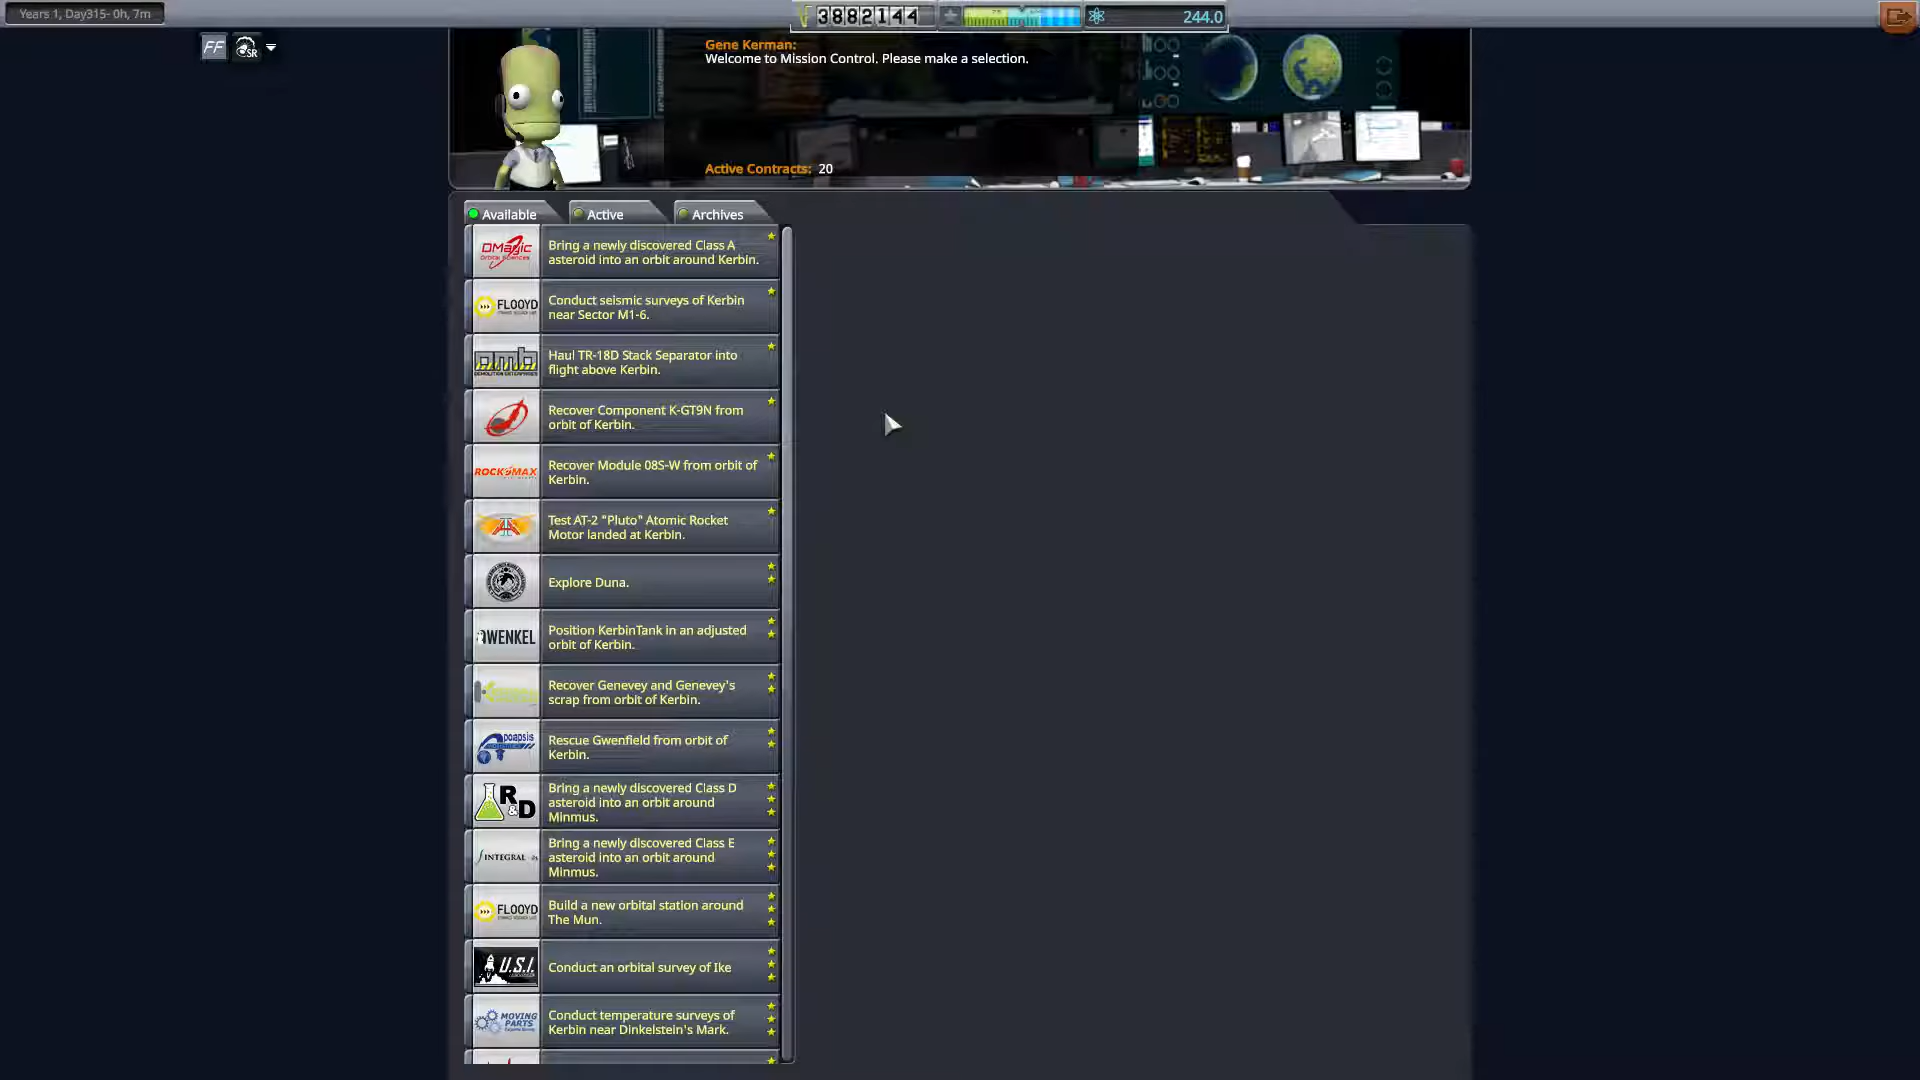 Years 1, Day315- 0h, 7m
3882144
244.0
FF
SR
Gene Kerman:
Welcome to Mission Control. Please make a selection.
Active Contracts: 20
Available
Active
Archives
DMagic
Orbital Sciences
Bring a newly discovered Class A
asteroid into an orbit around Kerbin.
FLOOYD
Conduct seismic surveys of Kerbin
near Sector M1-6.
Haul TR-18D Stack Separator into
flight above Kerbin.
Recover Component K-GT9N from
orbit of Kerbin.
ROCKOMAX
Recover Module 08S-W from orbit of
Kerbin.
Test AT-2 "Pluto" Atomic Rocket
Motor landed at Kerbin.
Explore Duna.
WENKEL
Position KerbinTank in an adjusted
orbit of Kerbin.
Recover Genevey and Genevey's
scrap from orbit of Kerbin.
Rescue Gwenfield from orbit of
Kerbin.
R&D
Bring a newly discovered Class D
asteroid into an orbit around
Minmus.
INTEGRAL
Bring a newly discovered Class E
asteroid into an orbit around
Minmus.
FLOOYD
Build a new orbital station around
The Mun.
U.S.I.
Conduct an orbital survey of Ike
MOVING
PARTS
Conduct temperature surveys of
Kerbin near Dinkelstein's Mark.